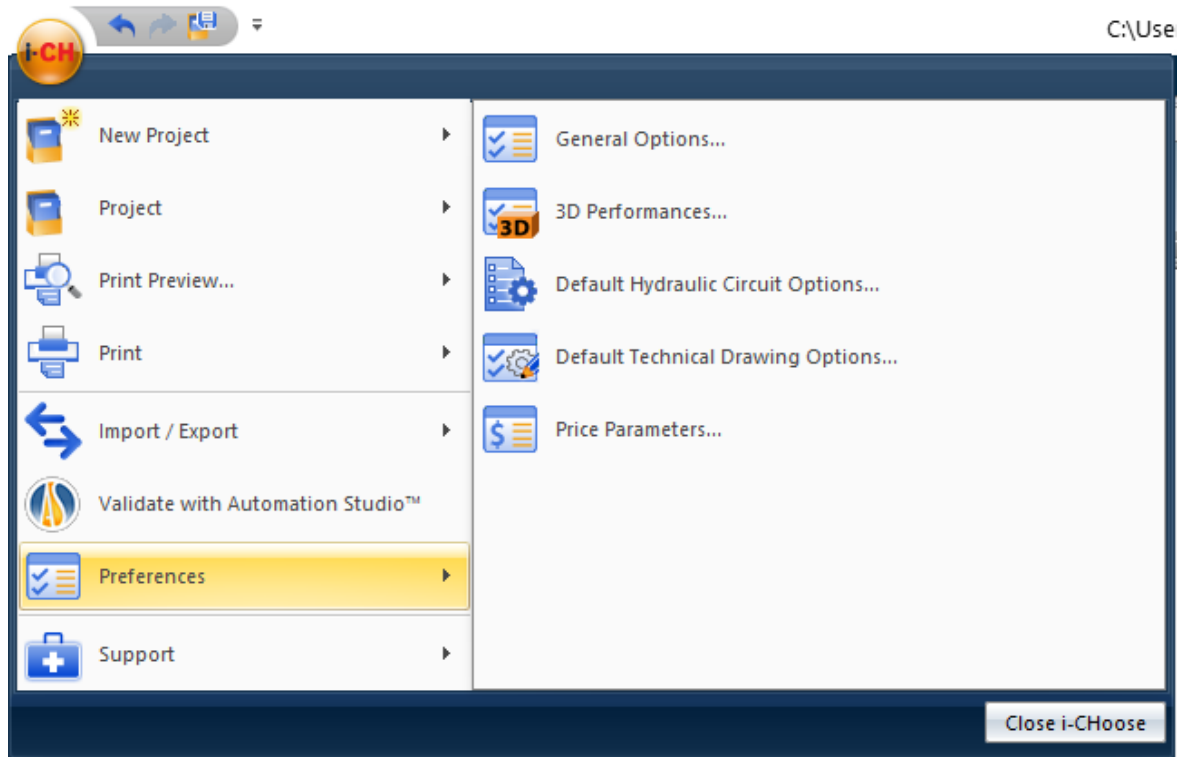 C:\Use
i-CH
New Project
Project
Print Preview...
Print
Import / Export
Validate with Automation Studio™
Preferences
Support
General Options...
3D
3D Performances...
Default Hydraulic Circuit Options...
Default Technical Drawing Options...
$
Price Parameters...
Close i-CHoose